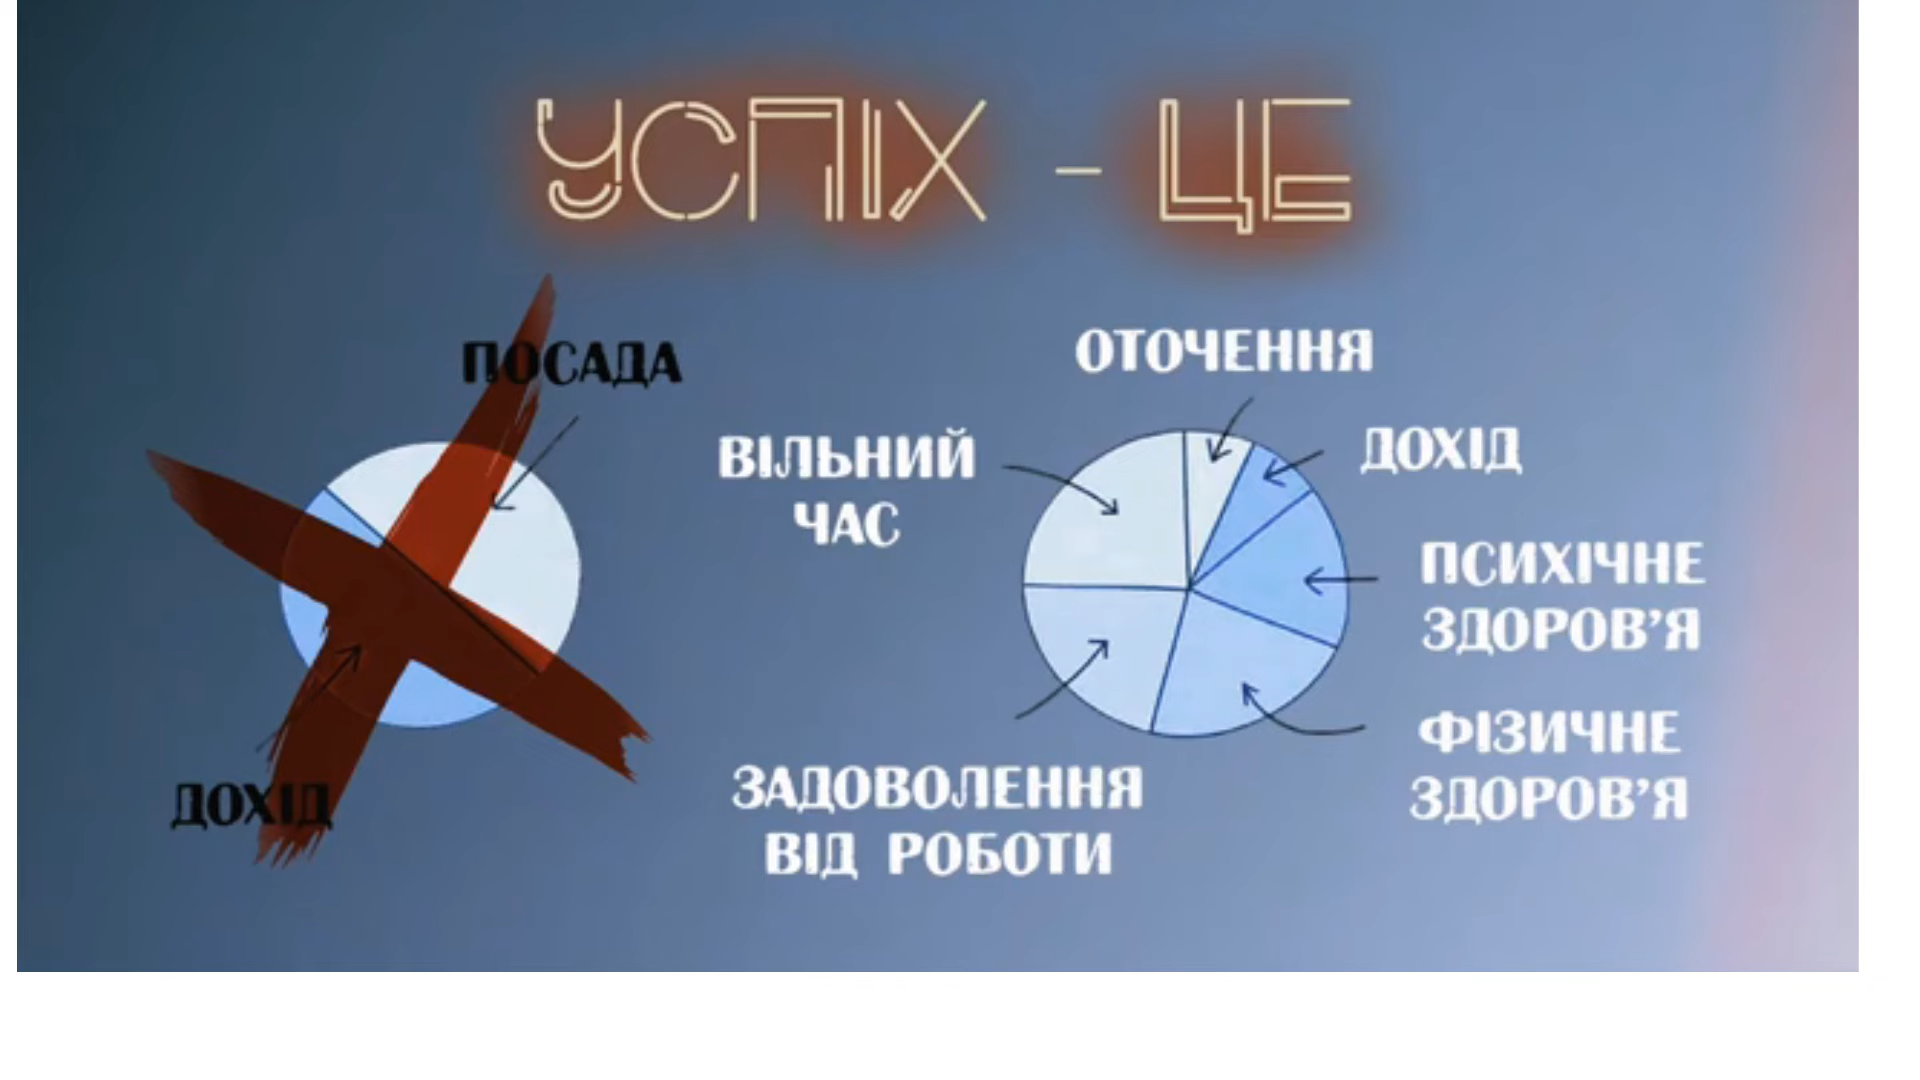 УСПІХ - ЦЕ
ПОСАДА
ДОХІД
ОТОЧЕННЯ
ВІЛЬНИЙ
ЧАС
ДОХІД
ПСИХІЧНЕ
ЗДОРОВ’Я
ФІЗИЧНЕ
ЗДОРОВ’Я
ЗАДОВОЛЕННЯ
ВІД РОБОТИ